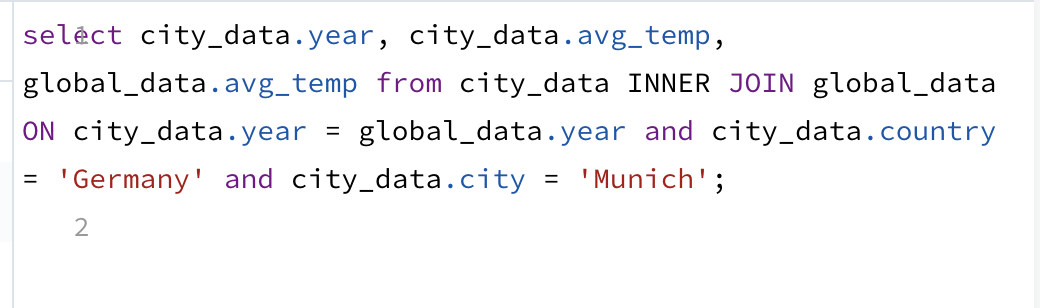 1
select city_data.year, city_data.avg_temp,
global_data.avg_temp from city_data INNER JOIN global_data
ON city_data.year = global_data.year and city_data.country
= 'Germany' and city_data.city = 'Munich';
2